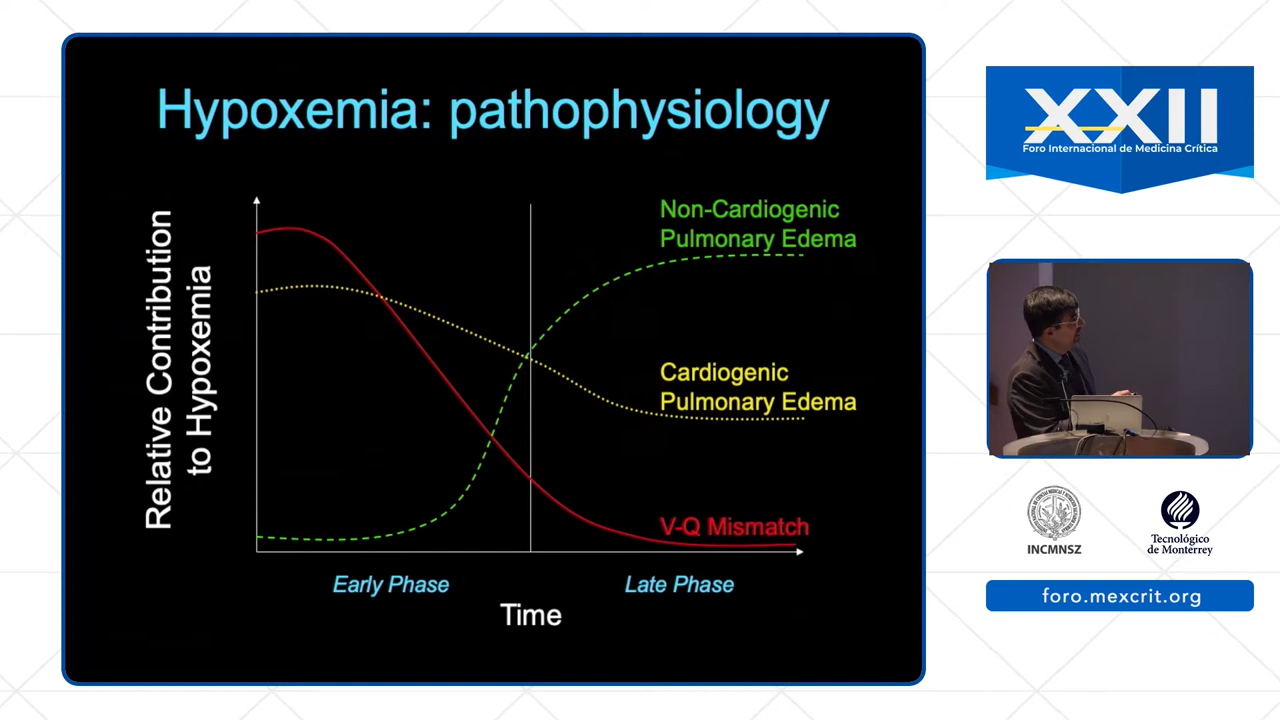 Hypoxemia: pathophysiology
Relative Contribution
to Hypoxemia
Non-Cardiogenic
Pulmonary Edema
Cardiogenic
Pulmonary Edema
V-Q Mismatch
Early Phase
Late Phase
Time
XXII
Foro Internacional de Medicina Crítica
INCMNSZ
Tecnológico
de Monterrey
foro.mexcrit.org